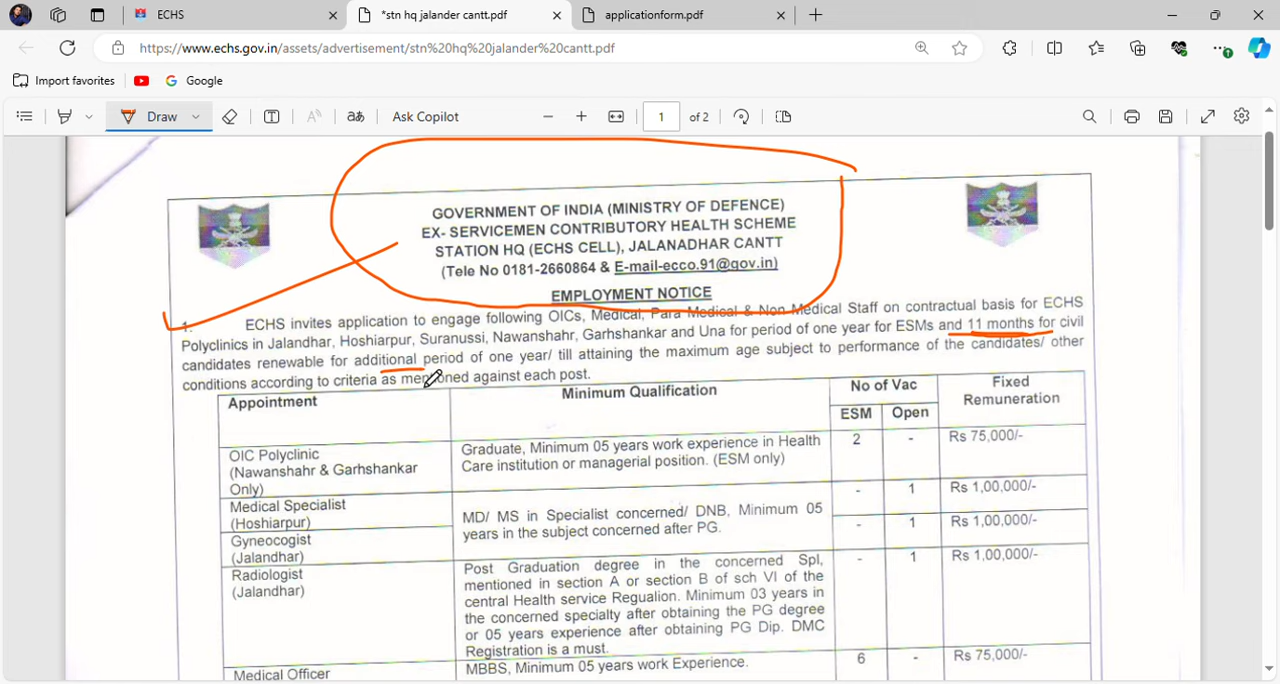 ECHS
*stn hq jalander cantt.pdf
applicationform.pdf
https://www.echs.gov.in/assets/advertisement/stn%20hq%20jalander%20cantt.pdf
Import favorites
Google
Draw
Ask Copilot
1 of 2
GOVERNMENT OF INDIA (MINISTRY OF DEFENCE)
EX- SERVICEMEN CONTRIBUTORY HEALTH SCHEME
STATION HQ (ECHS CELL), JALANADHAR CANTT
(Tele No 0181-2660864 & E-mail-ecco.91@gov.in)
EMPLOYMENT NOTICE
1. ECHS invites application to engage following OICs, Medical, Para Medical & Non Medical Staff on contractual basis for ECHS
Polyclinics in Jalandhar, Hoshiarpur, Suranussi, Nawanshahr, Garhshankar and Una for period of one year for ESMs and 11 months for civil
candidates renewable for additional period of one year/ till attaining the maximum age subject to performance of the candidates/ other
conditions according to criteria as mentioned against each post.
Appointment Minimum Qualification No of Vac Fixed
Remuneration
ESM Open
OIC Polyclinic
(Nawanshahr & Garhshankar
Only)
Graduate, Minimum 05 years work experience in Health
Care institution or managerial position. (ESM only)
2 - Rs 75,000/-
Medical Specialist
(Hoshiarpur)
MD/ MS in Specialist concerned/ DNB, Minimum 05
years in the subject concerned after PG.
- 1 Rs 1,00,000/-
Gyneocogist
(Jalandhar)
- 1 Rs 1,00,000/-
Radiologist
(Jalandhar)
Post Graduation degree in the concerned Spl,
mentioned in section A or section B of sch VI of the
central Health service Regualion. Minimum 03 years in
the concerned specialty after obtaining the PG degree
or 05 years experience after obtaining PG Dip. DMC
Registration is a must.
- 1 Rs 1,00,000/-
Medical Officer
MBBS, Minimum 05 years work Experience.
6 - Rs 75,000/-